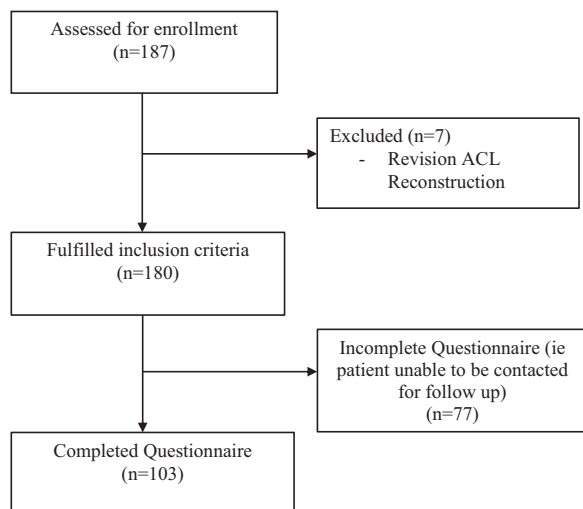 Assessed for enrollment
(n=187)
Excluded (n=7)
- Revision ACL
Reconstruction
Fulfilled inclusion criteria
(n=180)
Incomplete Questionnaire (ie
patient unable to be contacted
for follow up)
(n=77)
Completed Questionnaire
(n=103)